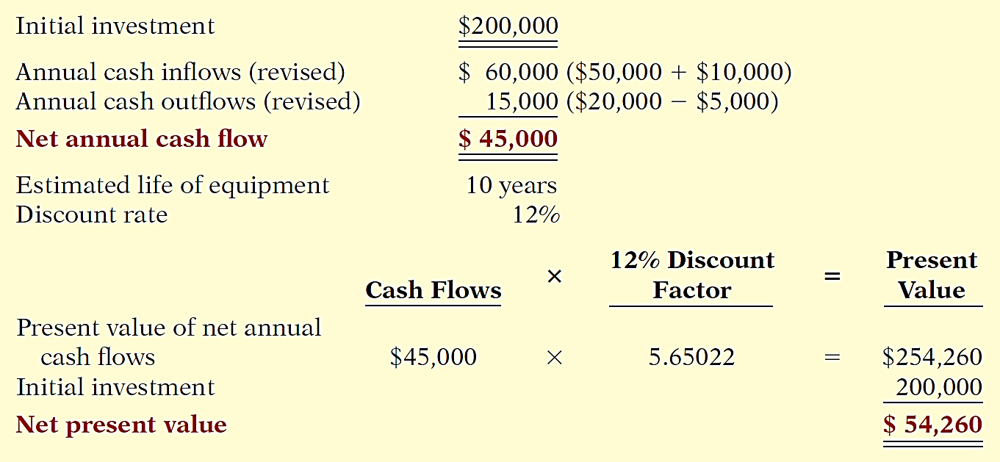 Initial investment $200,000
Annual cash inflows (revised) $ 60,000 ($50,000 + $10,000)
Annual cash outflows (revised) 15,000 ($20,000 − $5,000)
Net annual cash flow $ 45,000
Estimated life of equipment 10 years
Discount rate 12%
12% Discount Present
Cash Flows × Factor = Value
Present value of net annual
cash flows $45,000 × 5.65022 = $254,260
Initial investment 200,000
Net present value $ 54,260